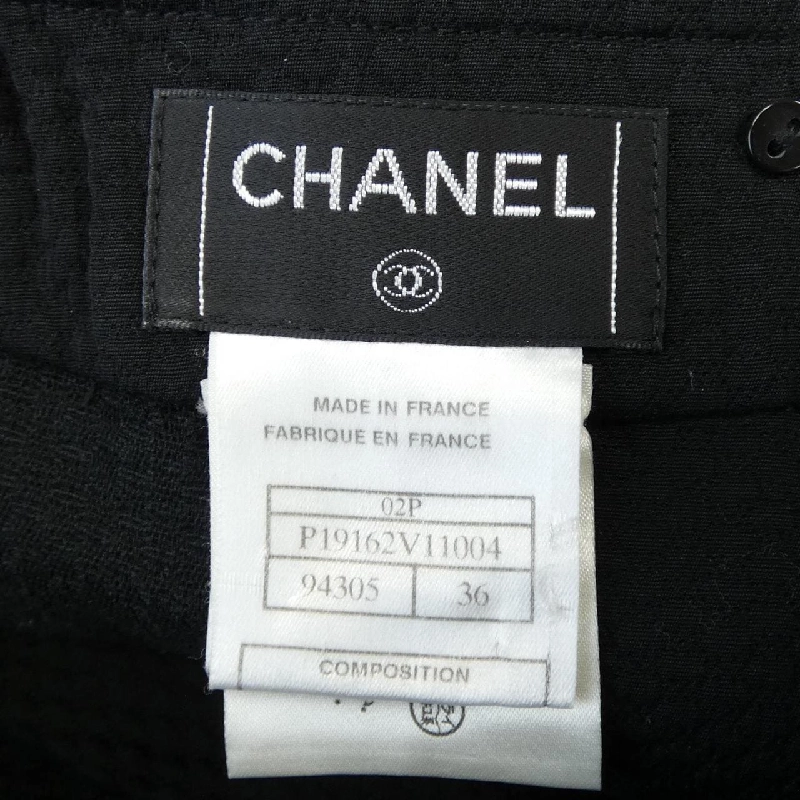 CHANEL
MADE IN FRANCE
FABRIQUE EN FRANCE
02P
P19162V11004
94305 36
COMPOSITION